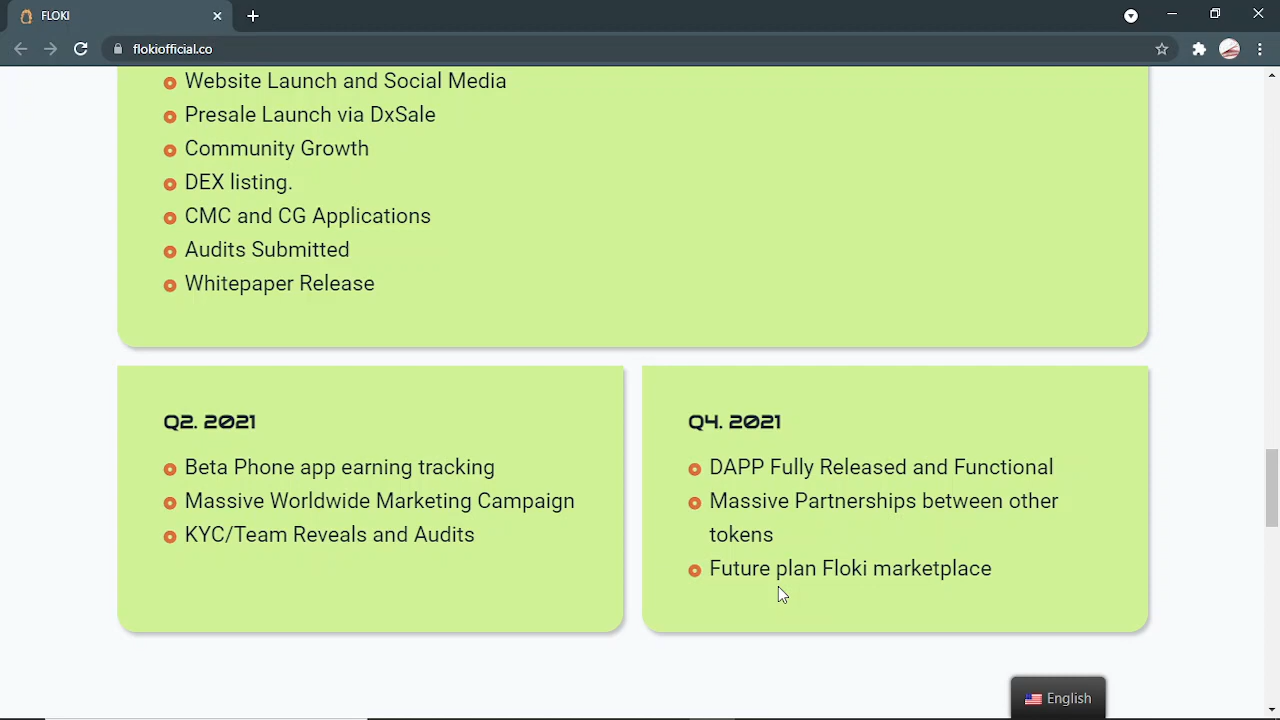 FLOKI
flokiofficial.co
Website Launch and Social Media
Presale Launch via DxSale
Community Growth
DEX listing.
CMC and CG Applications
Audits Submitted
Whitepaper Release
Q2. 2021
Beta Phone app earning tracking
Massive Worldwide Marketing Campaign
KYC/Team Reveals and Audits
Q4. 2021
DAPP Fully Released and Functional
Massive Partnerships between other
tokens
Future plan Floki marketplace
English